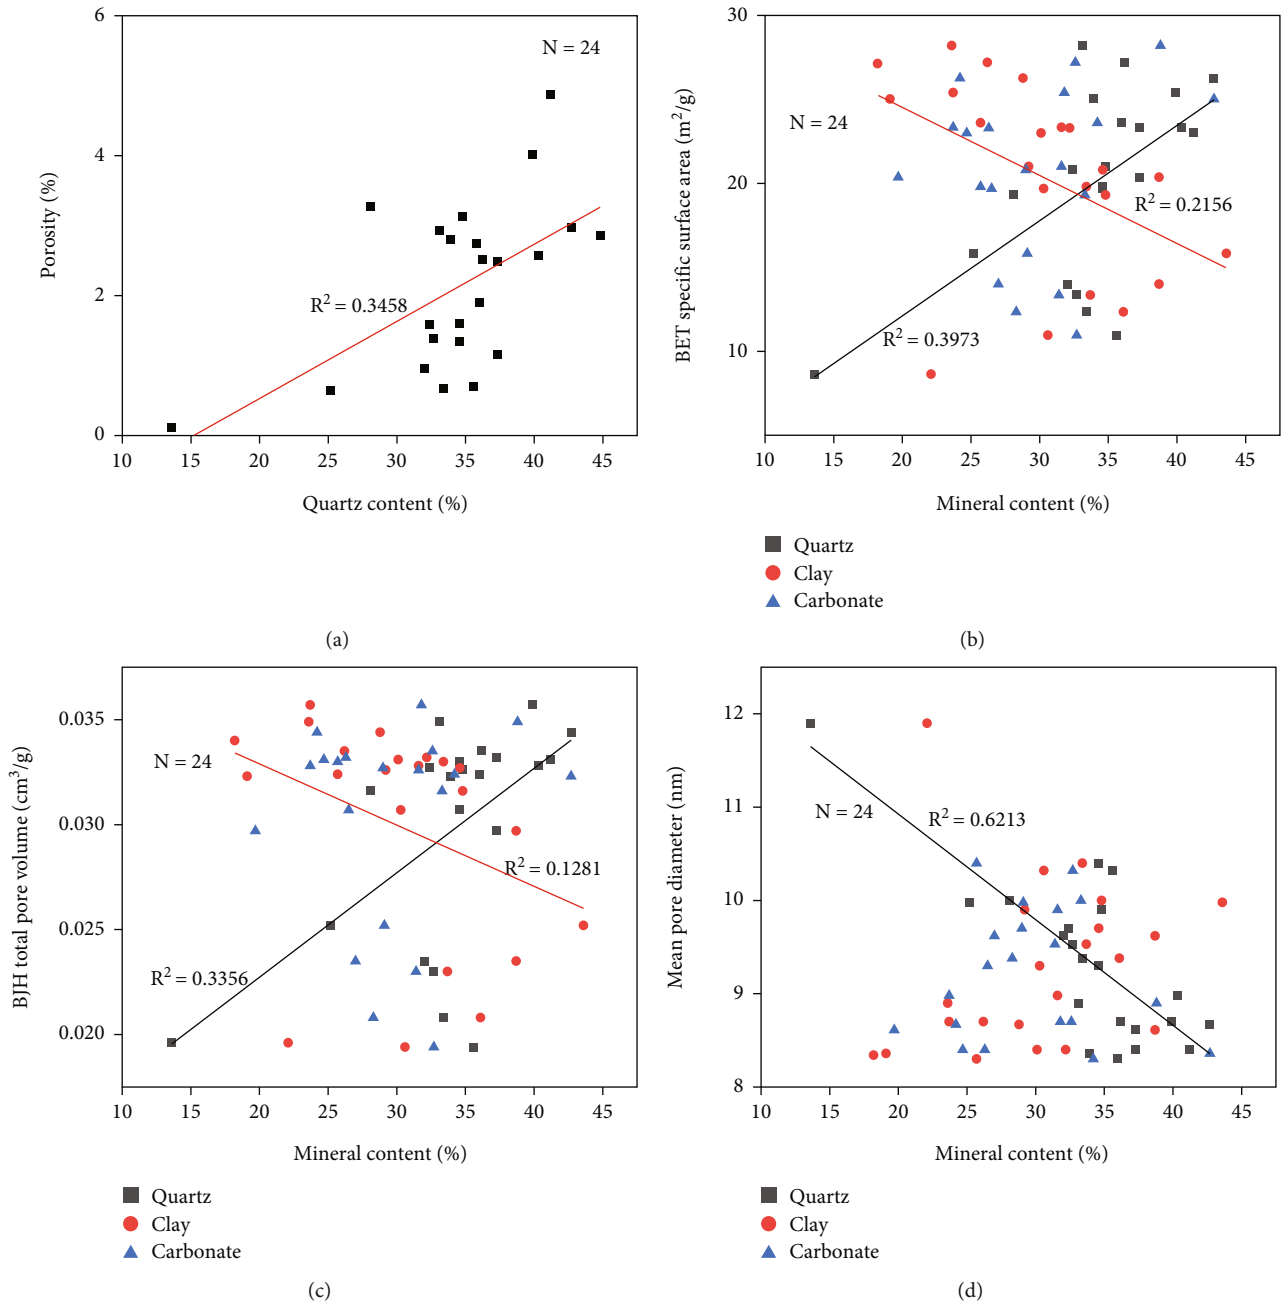 6
4
2
0
Porosity (%)
N = 24
R² = 0.3458
10 15 20 25 30 35 40 45
Quartz content (%)
(a)
30
20
10
BET specific surface area (m²/g)
N = 24
R² = 0.2156
R² = 0.3973
10 15 20 25 30 35 40 45
Mineral content (%)
Quartz
Clay
Carbonate
(b)
0.035
0.030
0.025
0.020
BJH total pore volume (cm³/g)
N = 24
R² = 0.1281
R² = 0.3356
10 15 20 25 30 35 40 45
Mineral content (%)
Quartz
Clay
Carbonate
(c)
12
11
10
9
8
Mean pore diameter (nm)
N = 24
R² = 0.6213
10 15 20 25 30 35 40 45
Mineral content (%)
Quartz
Clay
Carbonate
(d)